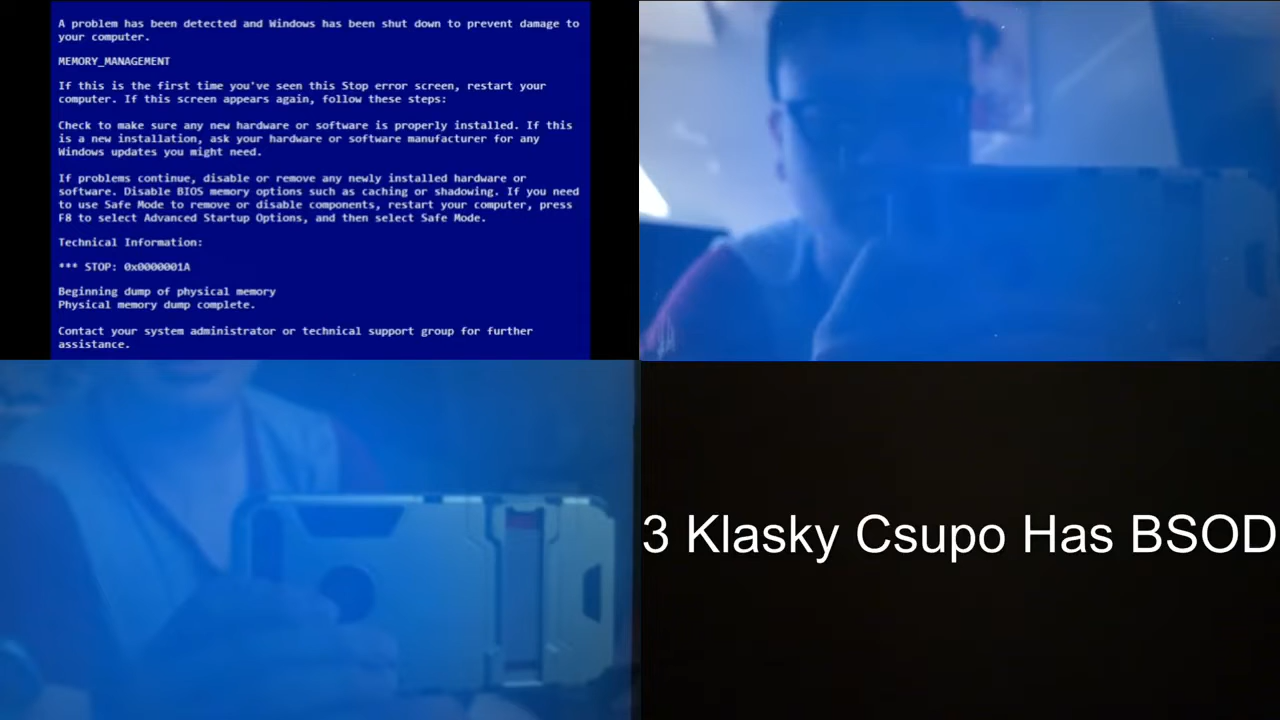 A problem has been detected and Windows has been shut down to prevent damage to
your computer.
MEMORY_MANAGEMENT
If this is the first time you've seen this Stop error screen, restart your
computer. If this screen appears again, follow these steps:
Check to make sure any new hardware or software is properly installed. If this
is a new installation, ask your hardware or software manufacturer for any
Windows updates you might need.
If problems continue, disable or remove any newly installed hardware or
software. Disable BIOS memory options such as caching or shadowing. If you need
to use Safe Mode to remove or disable components, restart your computer, press
F8 to select Advanced Startup Options, and then select Safe Mode.
Technical Information:
*** STOP: 0x0000001A
Beginning dump of physical memory
Physical memory dump complete.
Contact your system administrator or technical support group for further
assistance.
3 Klasky Csupo Has BSOD